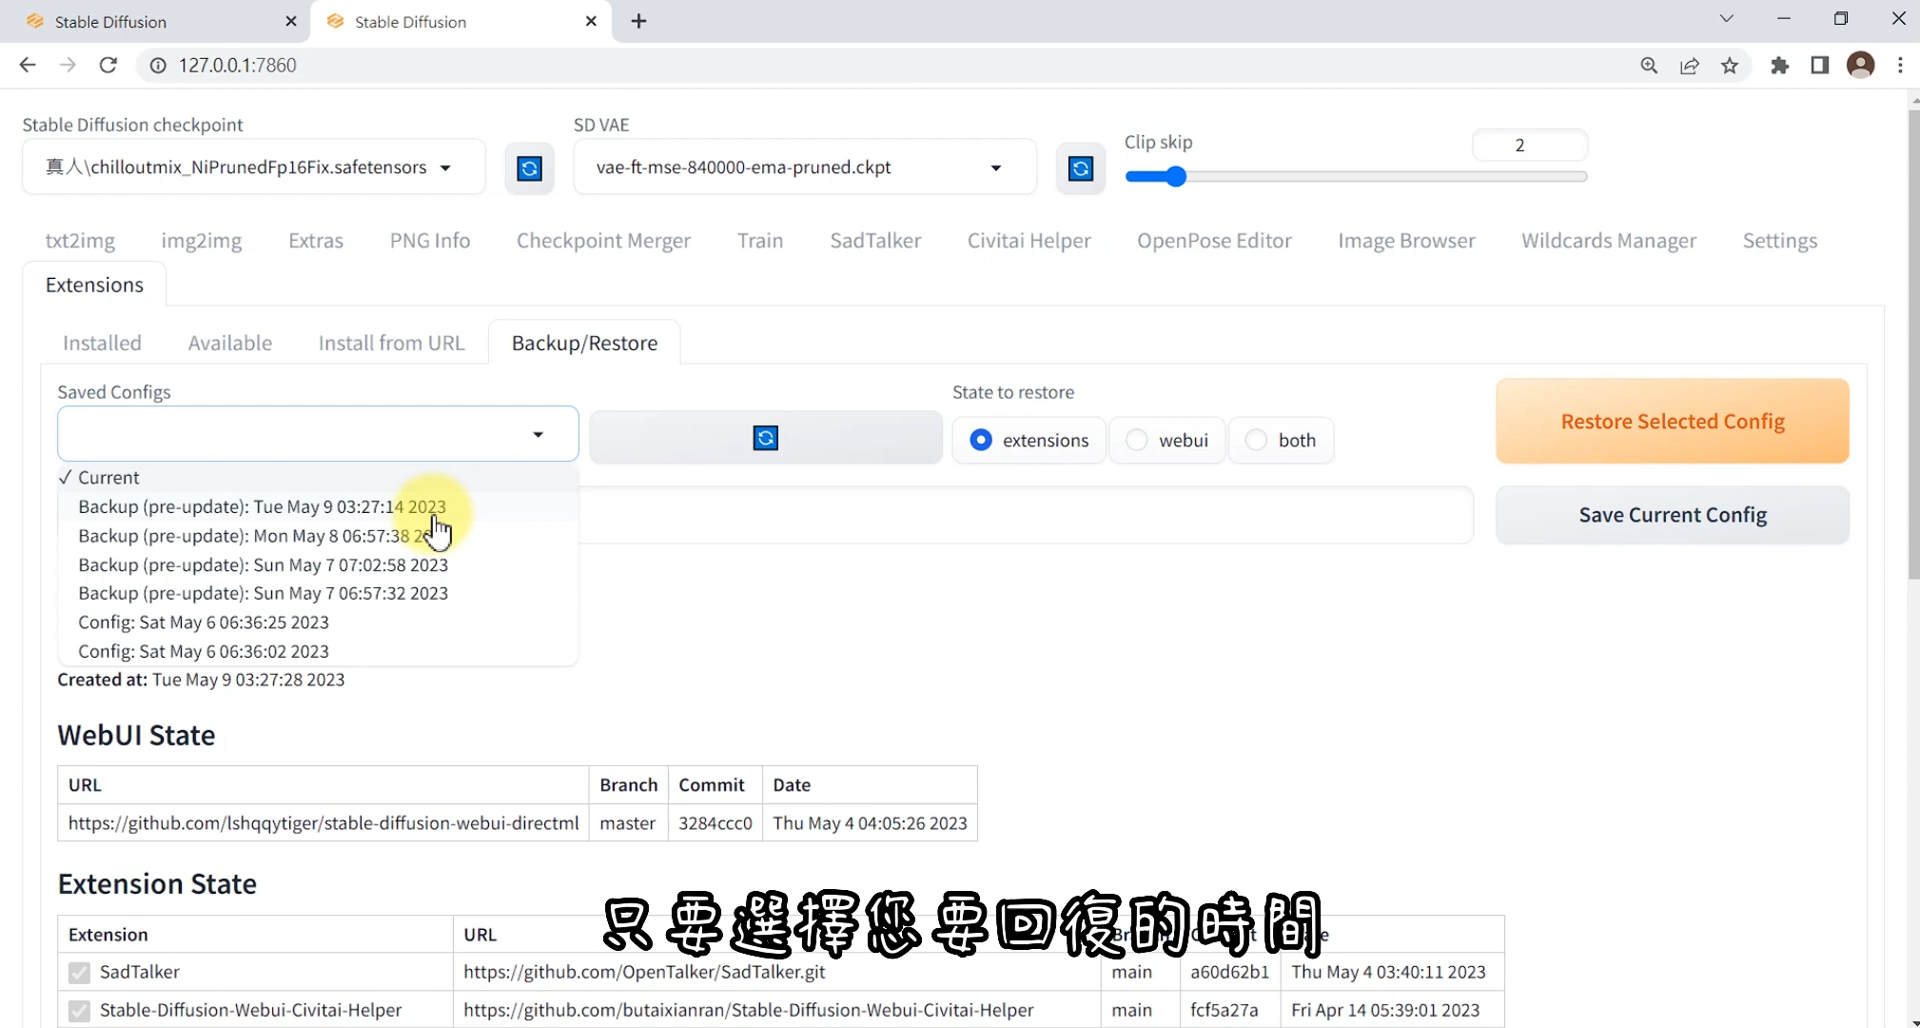 Stable Diffusion
Stable Diffusion
127.0.0.1:7860
Stable Diffusion checkpoint
SD VAE
Clip skip
2
真人\chilloutmix_NiPrunedFp16Fix.safetensors
vae-ft-mse-840000-ema-pruned.ckpt
txt2img img2img Extras PNG Info Checkpoint Merger Train SadTalker Civitai Helper OpenPose Editor Image Browser Wildcards Manager Settings
Extensions
Installed Available Install from URL Backup/Restore
Saved Configs
State to restore
extensions webui both
Restore Selected Config
✓ Current
Backup (pre-update): Tue May 9 03:27:14 2023
Save Current Config
Backup (pre-update): Mon May 8 06:57:38 2
Backup (pre-update): Sun May 7 07:02:58 2023
Backup (pre-update): Sun May 7 06:57:32 2023
Config: Sat May 6 06:36:25 2023
Config: Sat May 6 06:36:02 2023
Created at: Tue May 9 03:27:28 2023
WebUI State
URL Branch Commit Date
https://github.com/lshqqytiger/stable-diffusion-webui-directml master 3284ccc0 Thu May 4 04:05:26 2023
Extension State
只要選擇您要回復的時間
Extension URL
SadTalker https://github.com/OpenTalker/SadTalker.git main a60d62b1 Thu May 4 03:40:11 2023
Stable-Diffusion-Webui-Civitai-Helper https://github.com/butaixianran/Stable-Diffusion-Webui-Civitai-Helper main fcf5a27a Fri Apr 14 05:39:01 2023